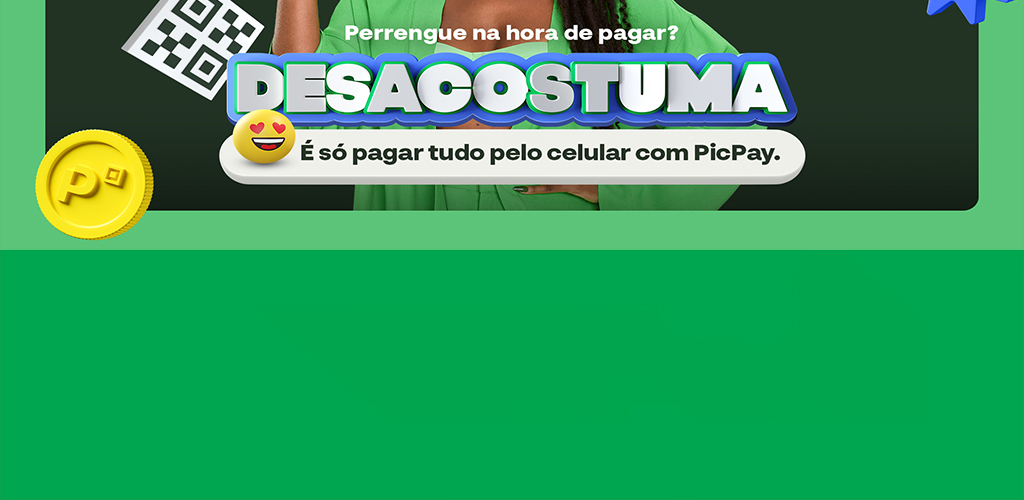 Perrengue na hora de pagar?
DESACOSTUMA
É só pagar tudo pelo celular com PicPay.
P